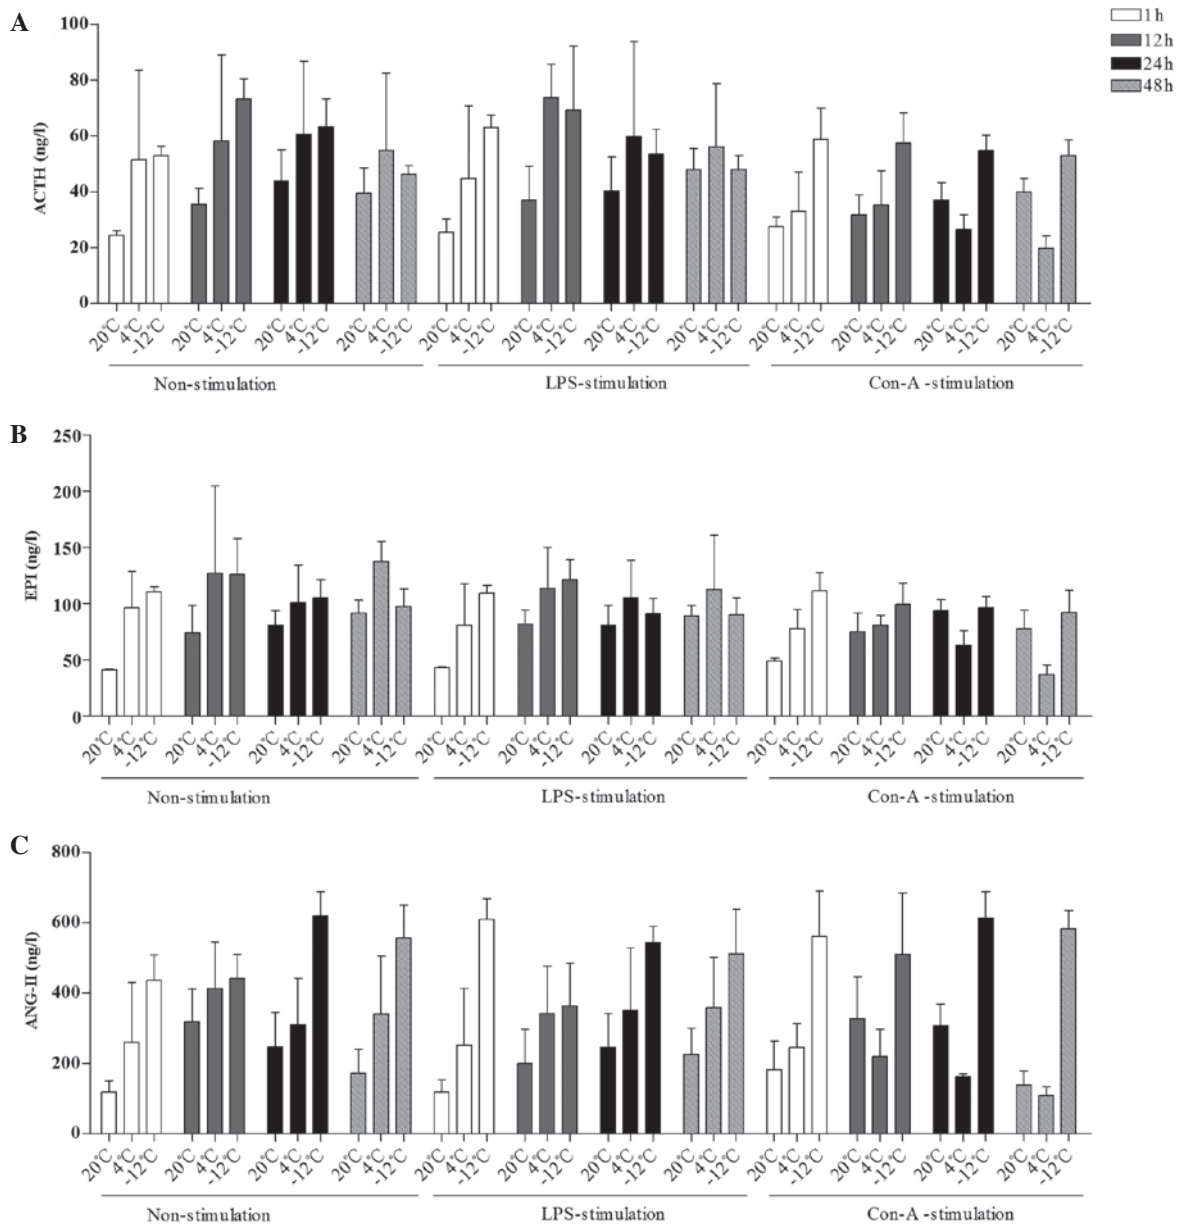 A
100
80
60
40
20
0
ACTH (ng/l)
1h
12h
24h
48h
20°C 4°C -12°C 20°C 4°C -12°C 20°C 4°C -12°C 20°C 4°C -12°C 20°C 4°C -12°C 20°C 4°C -12°C 20°C 4°C -12°C 20°C 4°C -12°C 20°C 4°C -12°C 20°C 4°C -12°C 20°C 4°C -12°C 20°C 4°C -12°C
Non-stimulation LPS-stimulation Con-A -stimulation
B
250
200
150
100
50
0
EPI (ng/l)
20°C 4°C -12°C 20°C 4°C -12°C 20°C 4°C -12°C 20°C 4°C -12°C 20°C 4°C -12°C 20°C 4°C -12°C 20°C 4°C -12°C 20°C 4°C -12°C 20°C 4°C -12°C 20°C 4°C -12°C 20°C 4°C -12°C 20°C 4°C -12°C
Non-stimulation LPS-stimulation Con-A -stimulation
C
800
600
400
200
0
ANG-II (ng/l)
20°C 4°C -12°C 20°C 4°C -12°C 20°C 4°C -12°C 20°C 4°C -12°C 20°C 4°C -12°C 20°C 4°C -12°C 20°C 4°C -12°C 20°C 4°C -12°C 20°C 4°C -12°C 20°C 4°C -12°C 20°C 4°C -12°C 20°C 4°C -12°C
Non-stimulation LPS-stimulation Con-A -stimulation